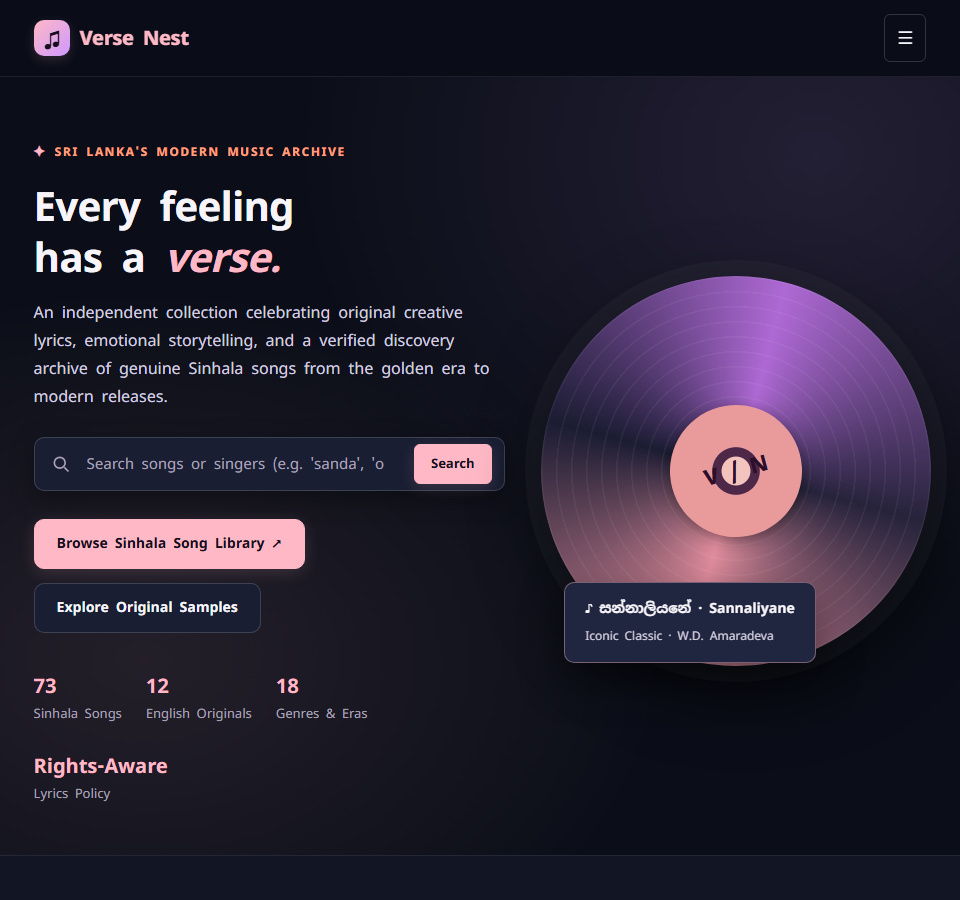 Verse Nest
☰
✦ SRI LANKA'S MODERN MUSIC ARCHIVE
Every feeling
has a verse.
An independent collection celebrating original creative
lyrics, emotional storytelling, and a verified discovery
archive of genuine Sinhala songs from the golden era to
modern releases.
Search songs or singers (e.g. 'sanda', 'o
Search
Browse Sinhala Song Library ↗
Explore Original Samples
73
Sinhala Songs
12
English Originals
18
Genres & Eras
Rights-Aware
Lyrics Policy
V | N
♪ සන්නාලියනේ · Sannaliyane
Iconic Classic · W.D. Amaradeva